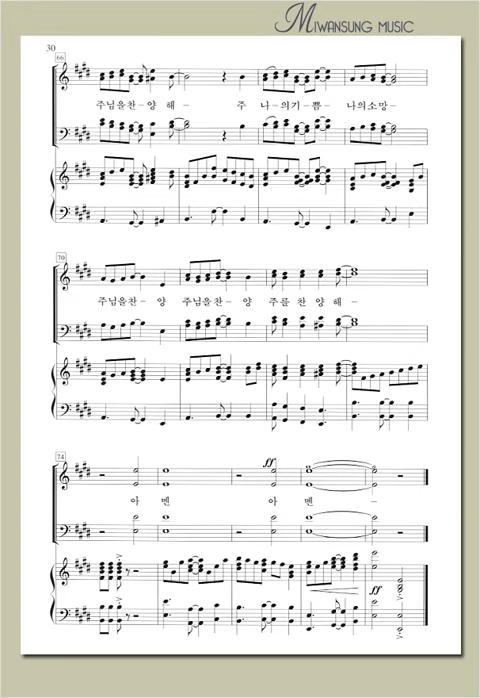 MIWANSUNG MUSIC
30
66
주님을찬– 양 해– 주 나–의기–쁨– 나의소망–
70
주님을찬– 양 주님을찬– 양 주를 찬 양 해–
74
ff
아 멘 아 멘–
ff